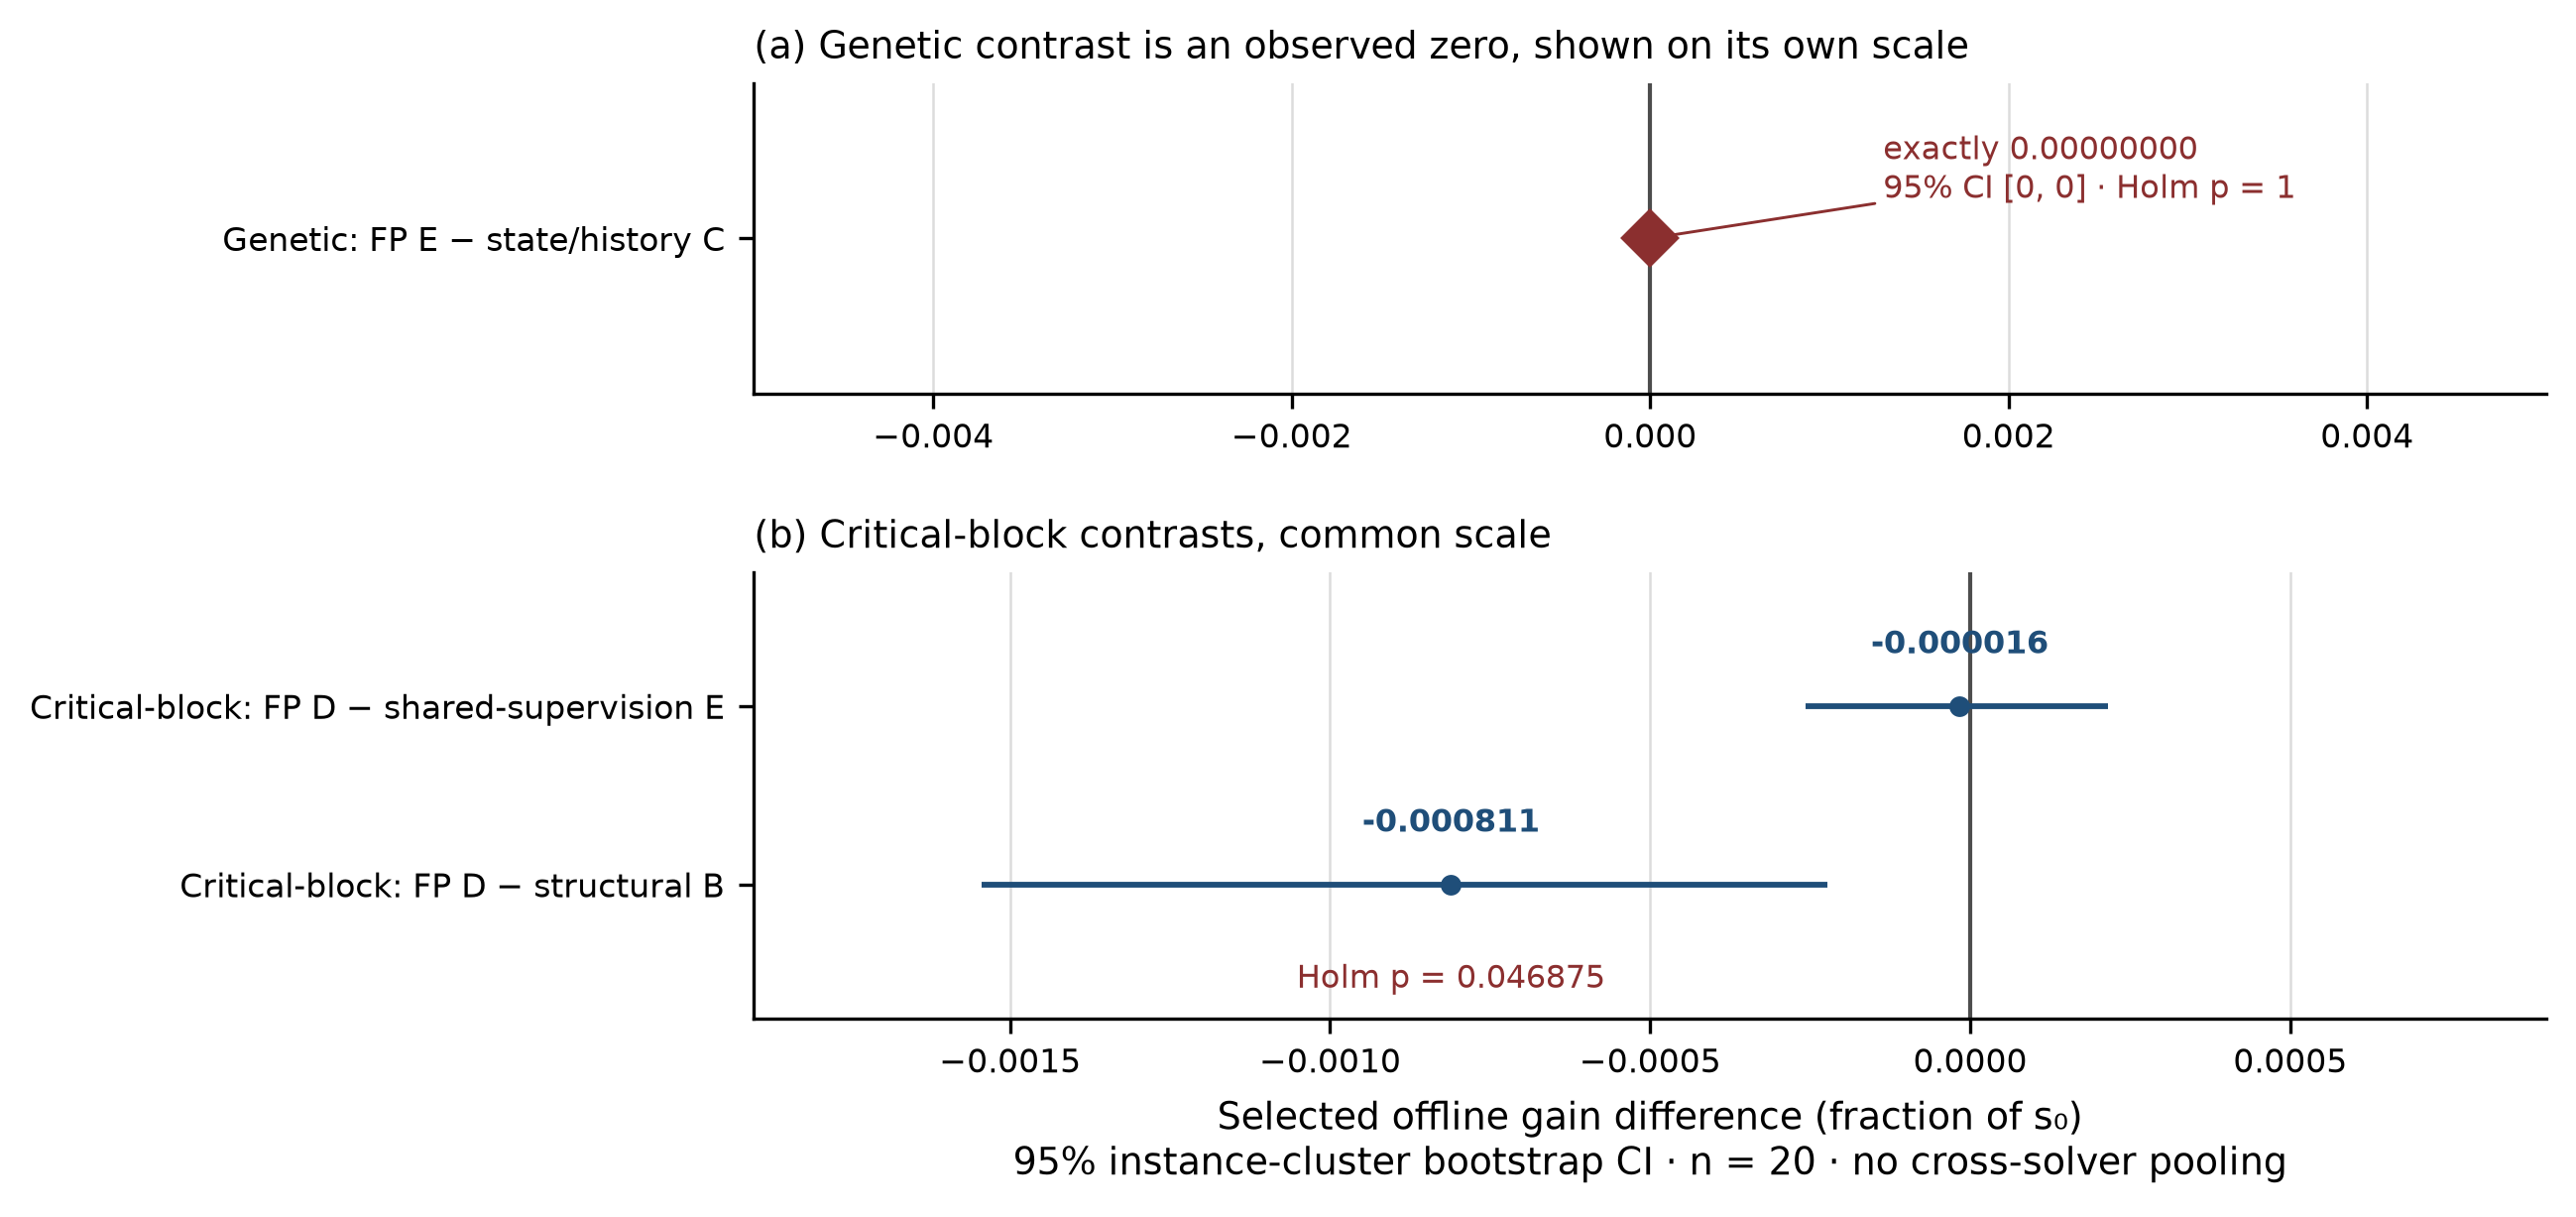 (a) Genetic contrast is an observed zero, shown on its own scale
exactly 0.00000000
95% CI [0, 0] · Holm p = 1
Genetic: FP E − state/history C
−0.004 −0.002 0.000 0.002 0.004
(b) Critical-block contrasts, common scale
-0.000016
Critical-block: FP D − shared-supervision E
-0.000811
Critical-block: FP D − structural B
Holm p = 0.046875
−0.0015 −0.0010 −0.0005 0.0000 0.0005
Selected offline gain difference (fraction of s₀)
95% instance-cluster bootstrap CI · n = 20 · no cross-solver pooling